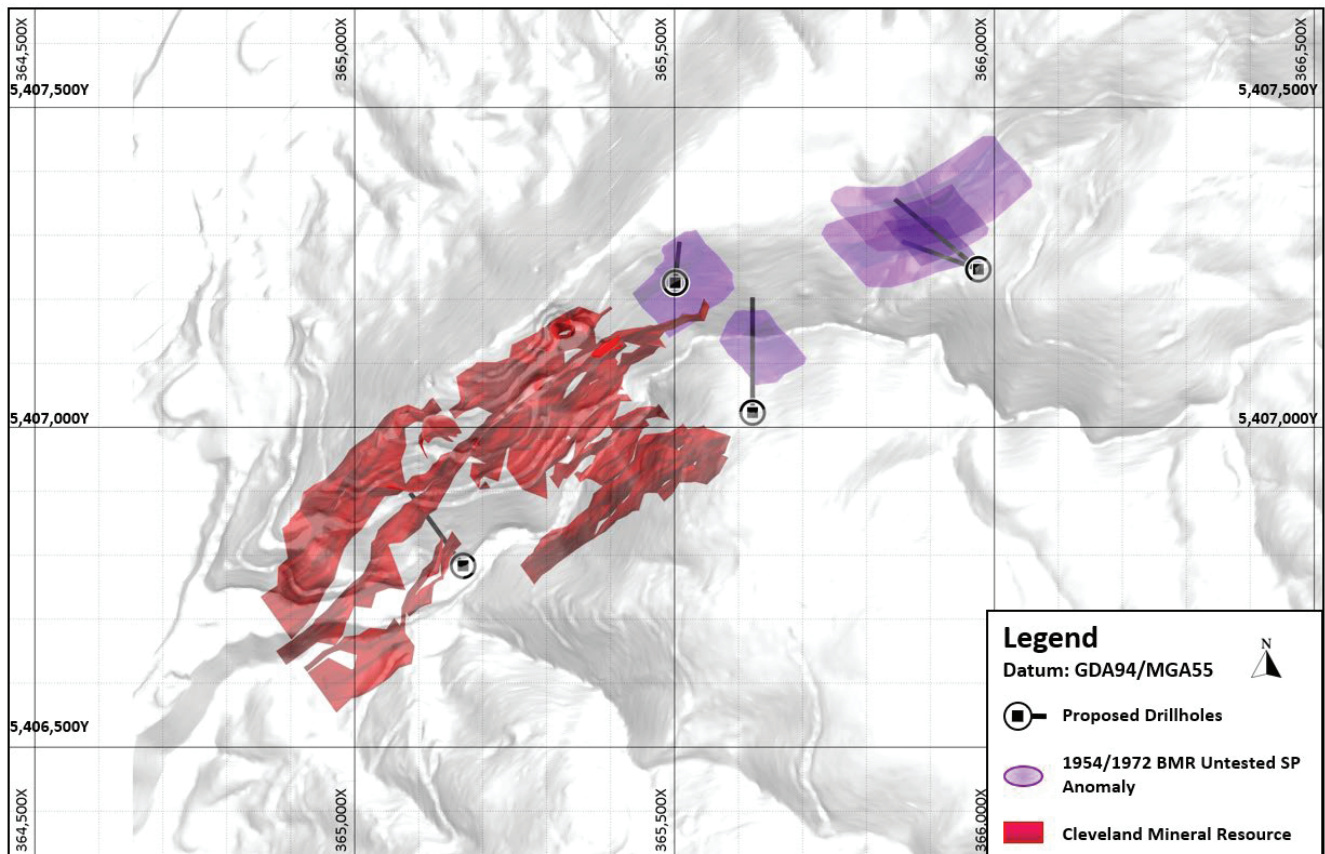 364,500X
365,000X
365,500X
366,000X
366,500X
5,407,500Y
5,407,500Y
5,407,000Y
5,407,000Y
5,406,500Y
Legend
Datum: GDA94/MGA55
N
Proposed Drillholes
1954/1972 BMR Untested SP
Anomaly
Cleveland Mineral Resource
364,500X
365,000X
365,500X
366,000X